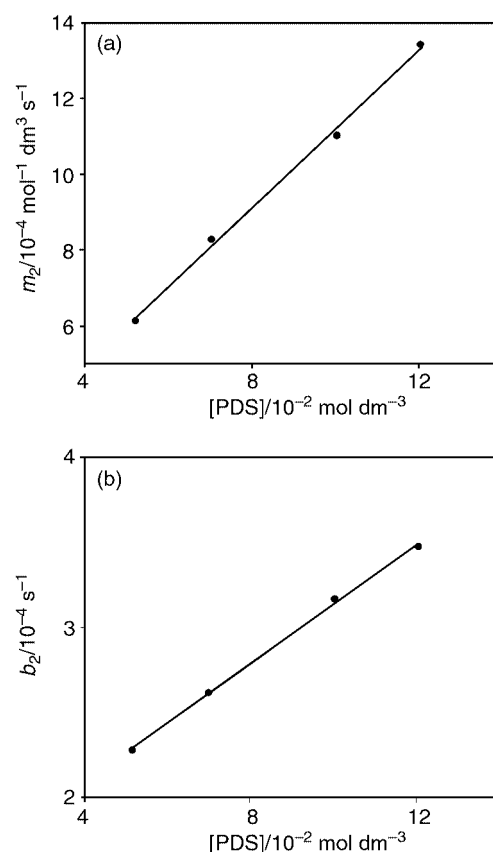 (a)
14
12
10
8
6
m₂/10⁻⁴ mol⁻¹ dm³ s⁻¹
4 8 12
[PDS]/10⁻² mol dm⁻³
(b)
4
3
2
b₂/10⁻⁴ s⁻¹
4 8 12
[PDS]/10⁻² mol dm⁻³